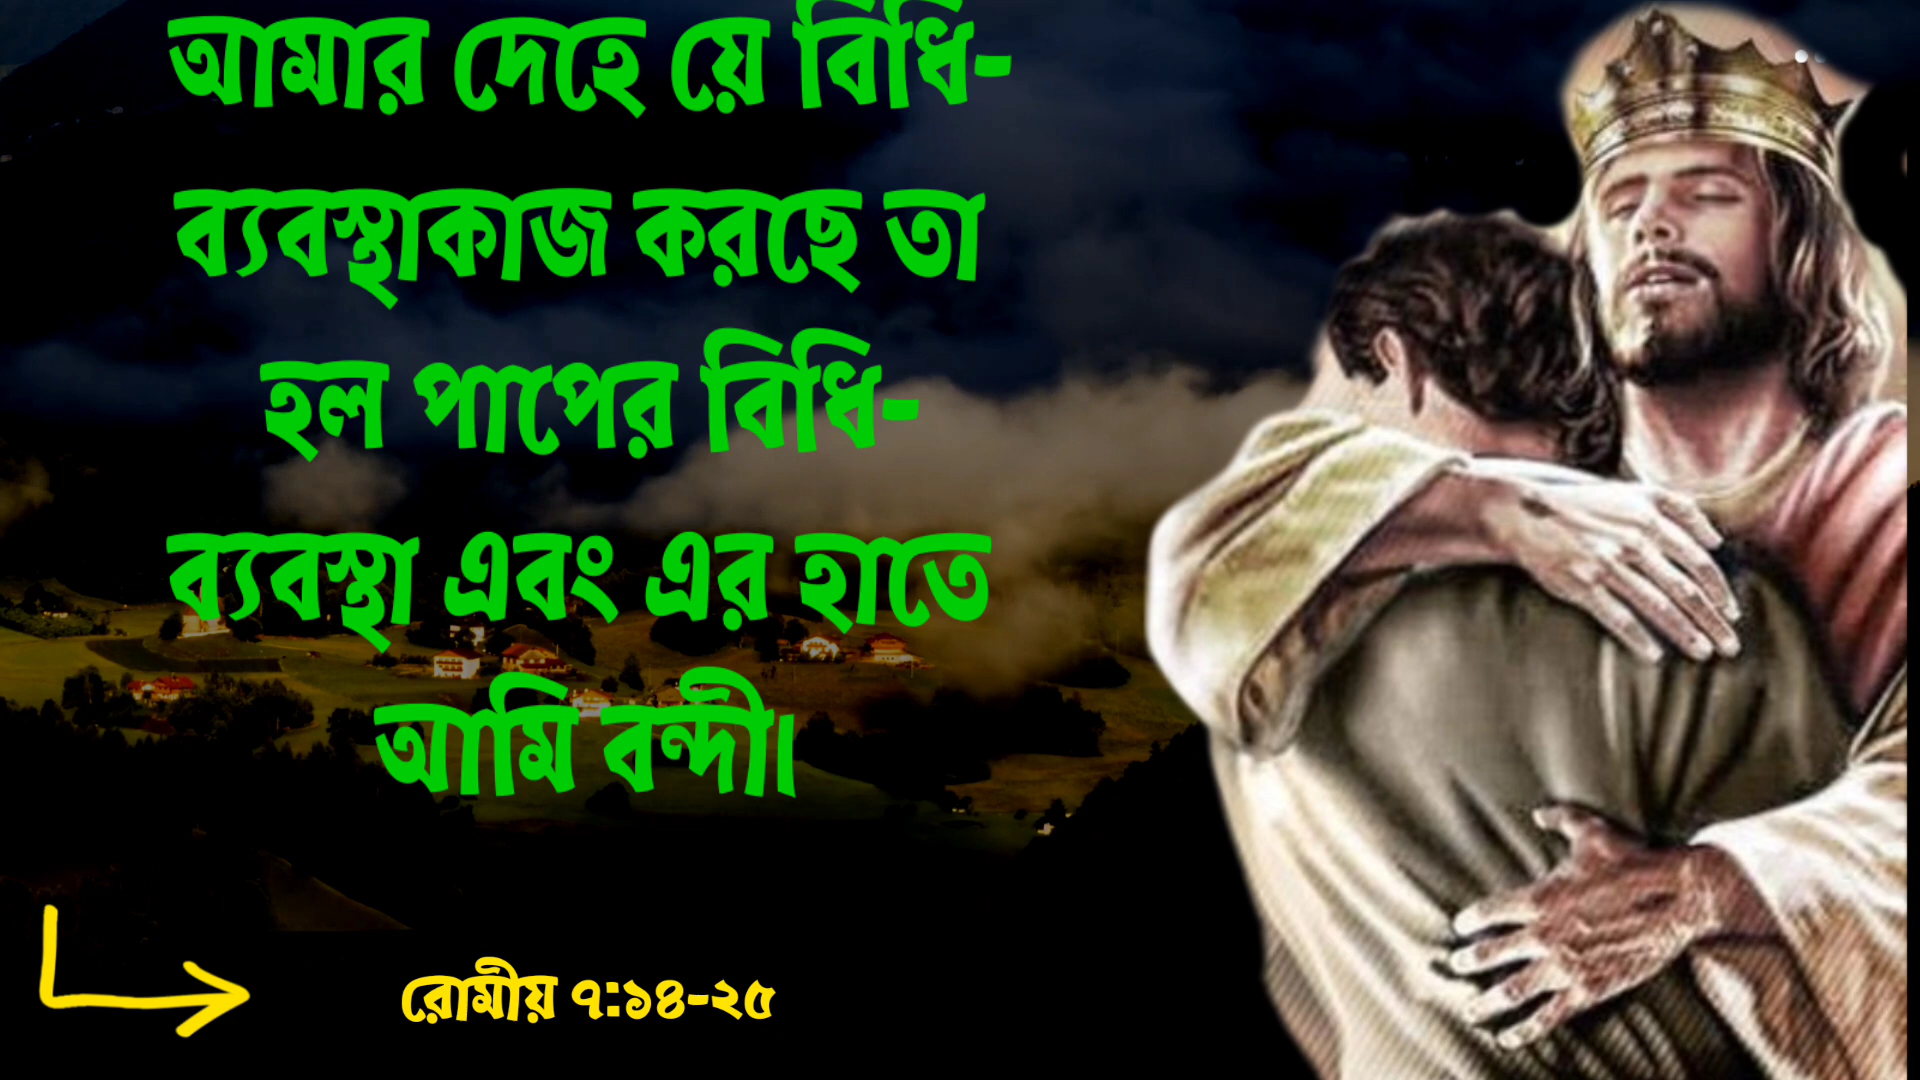 আমার দেহে য়ে বিধি-
ব্যবস্থাকাজ করছে তা
হল পাপের বিধি-
ব্যবস্থা এবং এর হাতে
আমি বন্দী৷
রোমীয় ৭:১৪-২৫